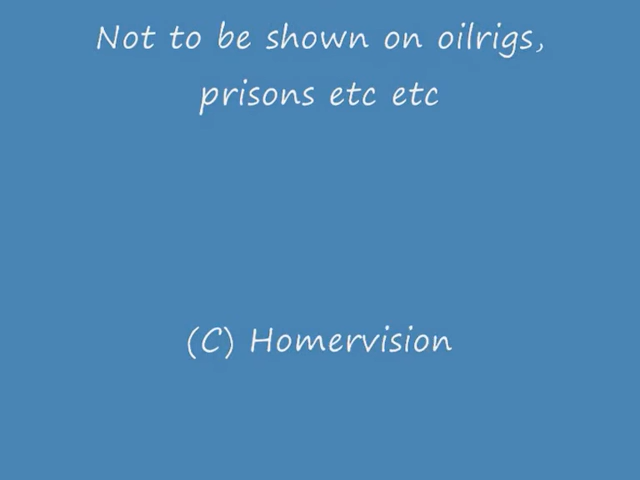 Not to be shown on oilrigs,
prisons etc etc
(C) Homervision